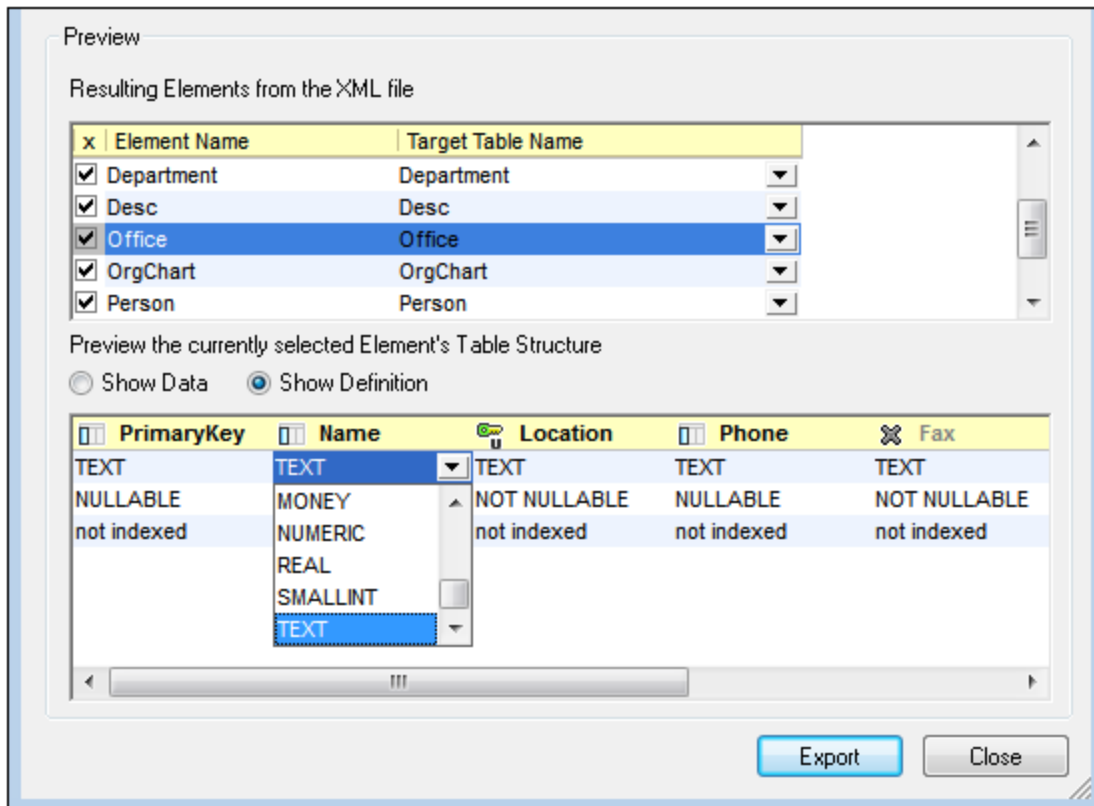 Preview
Resulting Elements from the XML file
x Element Name Target Table Name
Department Department
Desc Desc
Office Office
OrgChart OrgChart
Person Person
Preview the currently selected Element's Table Structure
Show Data Show Definition
PrimaryKey Name U Location Phone Fax
TEXT TEXT TEXT TEXT TEXT
NULLABLE MONEY NOT NULLABLE NULLABLE NOT NULLABLE
not indexed NUMERIC not indexed not indexed not indexed
REAL
SMALLINT
TEXT
Export Close